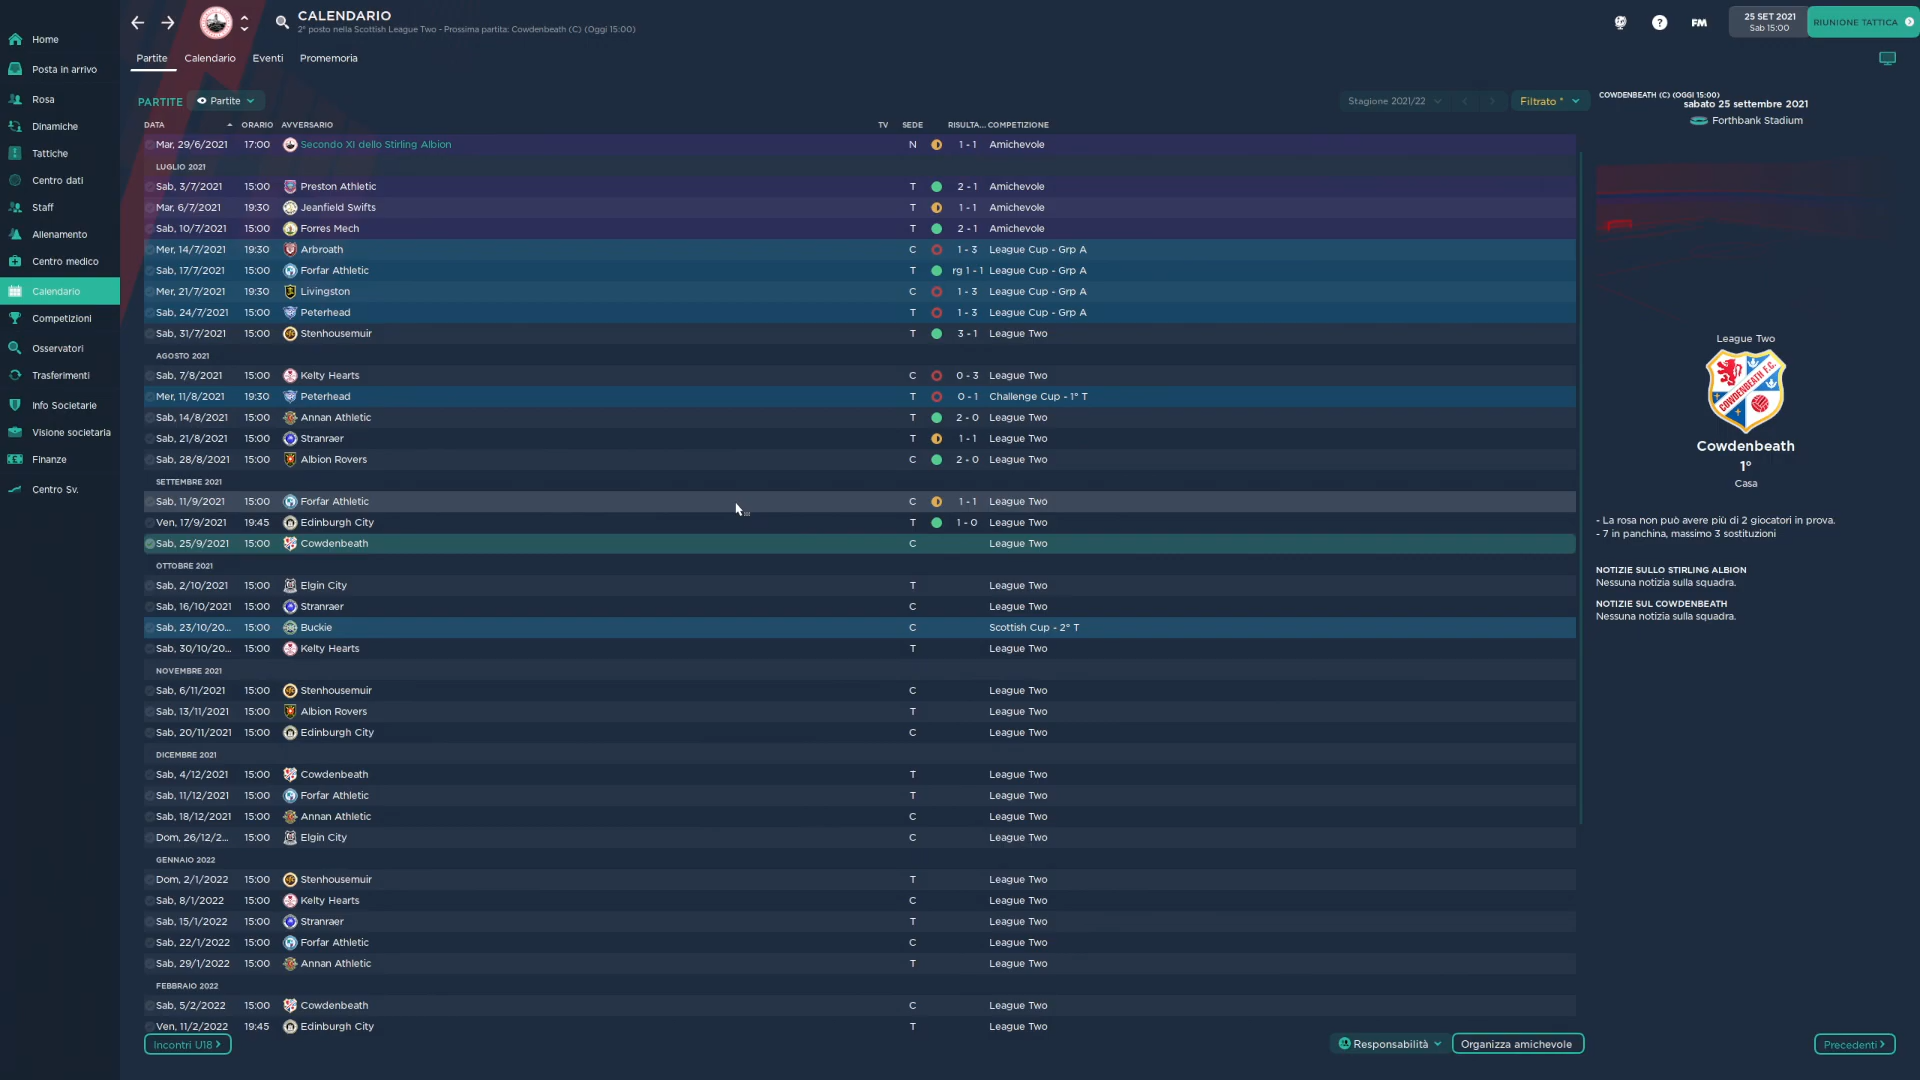 CALENDARIO
2° posto nella Scottish League Two - Prossima partita: Cowdenbeath (C) (Oggi 15:00)
FM
25 SET 2021
Sab 15:00
RIUNIONE TATTICA
Home
Posta in arrivo
Rosa
Dinamiche
Tattiche
Centro dati
Staff
Allenamento
Centro medico
Calendario
Competizioni
Osservatori
Trasferimenti
Info Societarie
Visione societaria
Finanze
Centro Sv.
Partite Calendario Eventi Promemoria
PARTITE Partite Stagione 2021/22 Filtrato *
DATA ORARIO AVVERSARIO TV SEDE RISULTA... COMPETIZIONE
Mar, 29/6/2021 17:00 Secondo XI dello Stirling Albion N 1 - 1 Amichevole
LUGLIO 2021
Sab, 3/7/2021 15:00 Preston Athletic T 2 - 1 Amichevole
Mar, 6/7/2021 19:30 Jeanfield Swifts T 1 - 1 Amichevole
Sab, 10/7/2021 15:00 Forres Mech T 2 - 1 Amichevole
Mer, 14/7/2021 19:30 Arbroath C 1 - 3 League Cup - Grp A
Sab, 17/7/2021 15:00 Forfar Athletic T rg 1 - 1 League Cup - Grp A
Mer, 21/7/2021 19:30 Livingston C 1 - 3 League Cup - Grp A
Sab, 24/7/2021 15:00 Peterhead T 1 - 3 League Cup - Grp A
Sab, 31/7/2021 15:00 Stenhousemuir T 3 - 1 League Two
AGOSTO 2021
Sab, 7/8/2021 15:00 Kelty Hearts C 0 - 3 League Two
Mer, 11/8/2021 19:30 Peterhead T 0 - 1 Challenge Cup - 1° T
Sab, 14/8/2021 15:00 Annan Athletic T 2 - 0 League Two
Sab, 21/8/2021 15:00 Stranraer T 1 - 1 League Two
Sab, 28/8/2021 15:00 Albion Rovers C 2 - 0 League Two
SETTEMBRE 2021
Sab, 11/9/2021 15:00 Forfar Athletic C 1 - 1 League Two
Ven, 17/9/2021 19:45 Edinburgh City T 1 - 0 League Two
Sab, 25/9/2021 15:00 Cowdenbeath C League Two
OTTOBRE 2021
Sab, 2/10/2021 15:00 Elgin City T League Two
Sab, 16/10/2021 15:00 Stranraer C League Two
Sab, 23/10/20... 15:00 Buckie C Scottish Cup - 2° T
Sab, 30/10/20... 15:00 Kelty Hearts T League Two
NOVEMBRE 2021
Sab, 6/11/2021 15:00 Stenhousemuir C League Two
Sab, 13/11/2021 15:00 Albion Rovers T League Two
Sab, 20/11/2021 15:00 Edinburgh City C League Two
DICEMBRE 2021
Sab, 4/12/2021 15:00 Cowdenbeath T League Two
Sab, 11/12/2021 15:00 Forfar Athletic T League Two
Sab, 18/12/2021 15:00 Annan Athletic C League Two
Dom, 26/12/2... 15:00 Elgin City C League Two
GENNAIO 2022
Dom, 2/1/2022 15:00 Stenhousemuir T League Two
Sab, 8/1/2022 15:00 Kelty Hearts C League Two
Sab, 15/1/2022 15:00 Stranraer T League Two
Sab, 22/1/2022 15:00 Forfar Athletic C League Two
Sab, 29/1/2022 15:00 Annan Athletic T League Two
FEBBRAIO 2022
Sab, 5/2/2022 15:00 Cowdenbeath C League Two
Ven, 11/2/2022 19:45 Edinburgh City T League Two
Incontri U18 Responsabilità Organizza amichevole Precedenti
COWDENBEATH (C) (OGGI 15:00)
sabato 25 settembre 2021
Forthbank Stadium
League Two
COWDENBEATH F.C.
Cowdenbeath
1°
Casa
- La rosa non può avere più di 2 giocatori in prova.
- 7 in panchina, massimo 3 sostituzioni
NOTIZIE SULLO STIRLING ALBION
Nessuna notizia sulla squadra.
NOTIZIE SUL COWDENBEATH
Nessuna notizia sulla squadra.